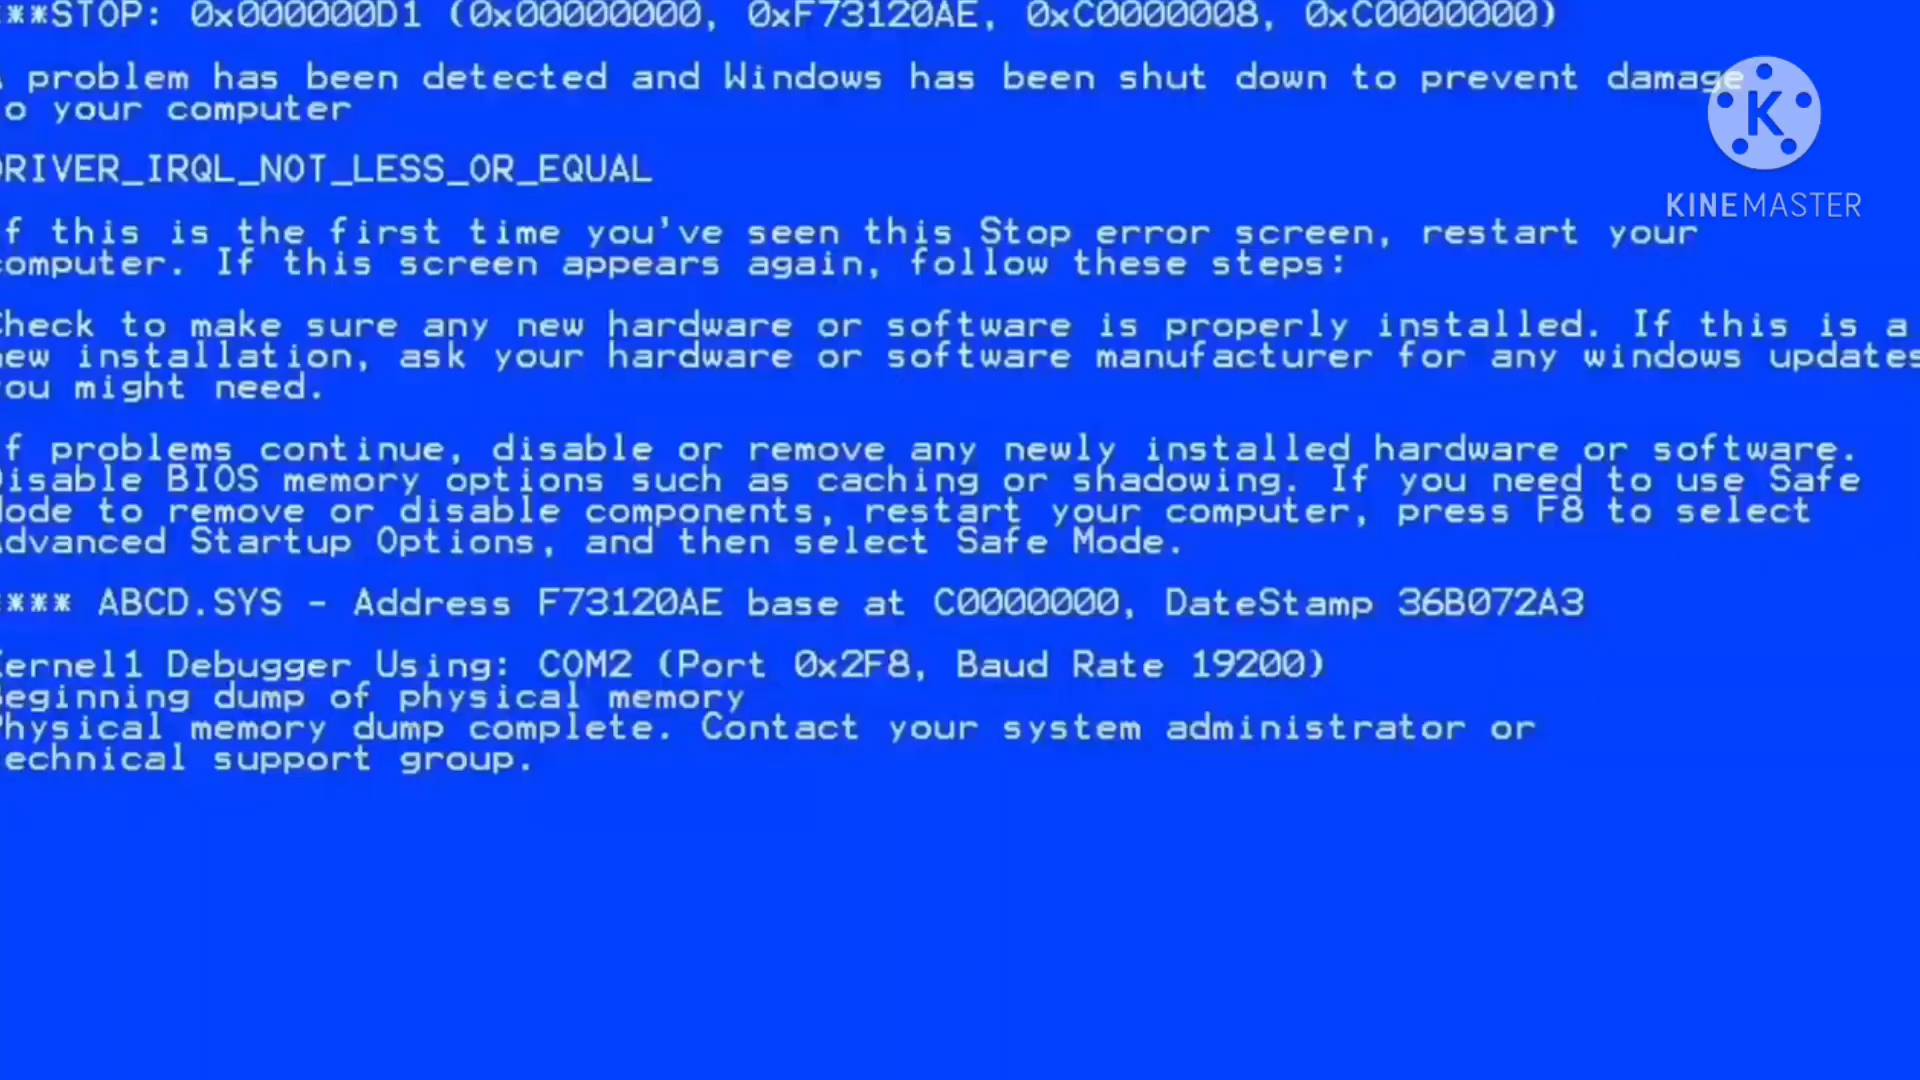 **STOP: 0x000000D1 (0x00000000, 0xF73120AE, 0xC0000008, 0xC0000000)
problem has been detected and Windows has been shut down to prevent damage
o your computer
RIVER_IRQL_NOT_LESS_OR_EQUAL
f this is the first time you've seen this Stop error screen, restart your
omputer. If this screen appears again, follow these steps:
heck to make sure any new hardware or software is properly installed. If this is a
ew installation, ask your hardware or software manufacturer for any windows updates
ou might need.
f problems continue, disable or remove any newly installed hardware or software.
isable BIOS memory options such as caching or shadowing. If you need to use Safe
ode to remove or disable components, restart your computer, press F8 to select
dvanced Startup Options, and then select Safe Mode.
*** ABCD.SYS - Address F73120AE base at C0000000, DateStamp 36B072A3
ernel1 Debugger Using: COM2 (Port 0x2F8, Baud Rate 19200)
eginning dump of physical memory
hysical memory dump complete. Contact your system administrator or
echnical support group.
K
KINEMASTER